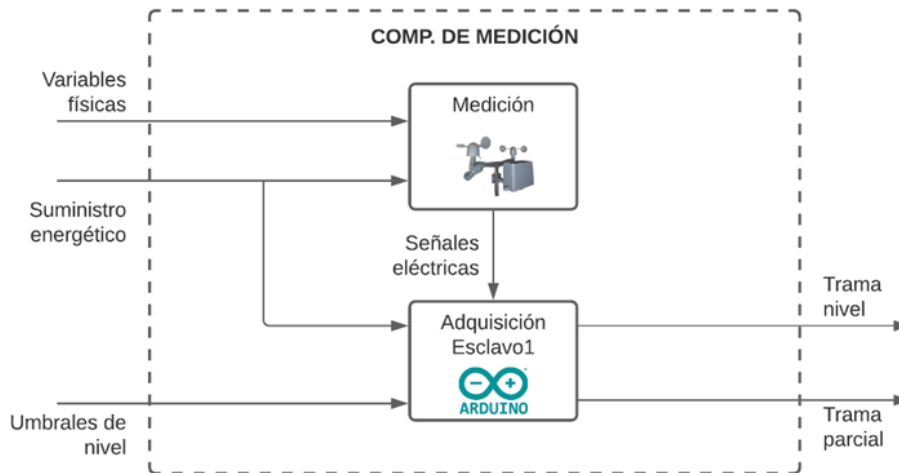 COMP. DE MEDICIÓN
Variables
físicas
Medición
Suministro
energético
Señales
eléctricas
Trama
nivel
Adquisición
Esclavo1
ARDUINO
Umbrales de
nivel
Trama
parcial